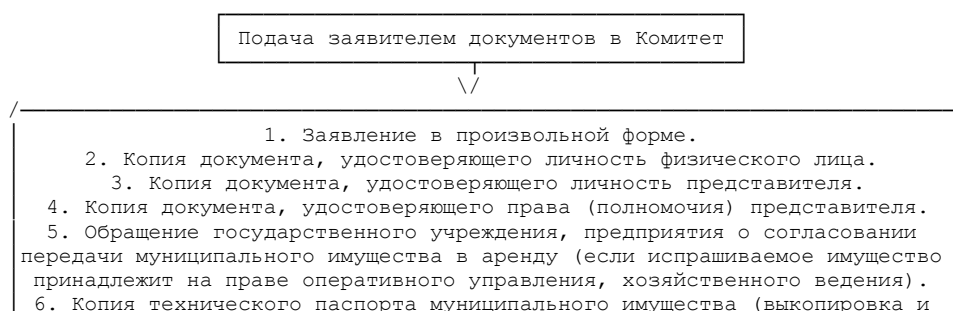 Подача заявителем документов в Комитет
1. Заявление в произвольной форме.
2. Копия документа, удостоверяющего личность физического лица.
3. Копия документа, удостоверяющего личность представителя.
4. Копия документа, удостоверяющего права (полномочия) представителя.
5. Обращение государственного учреждения, предприятия о согласовании
передачи муниципального имущества в аренду (если испрашиваемое имущество
принадлежит на праве оперативного управления, хозяйственного ведения).
6. Копия технического паспорта муниципального имущества (выкопировка и